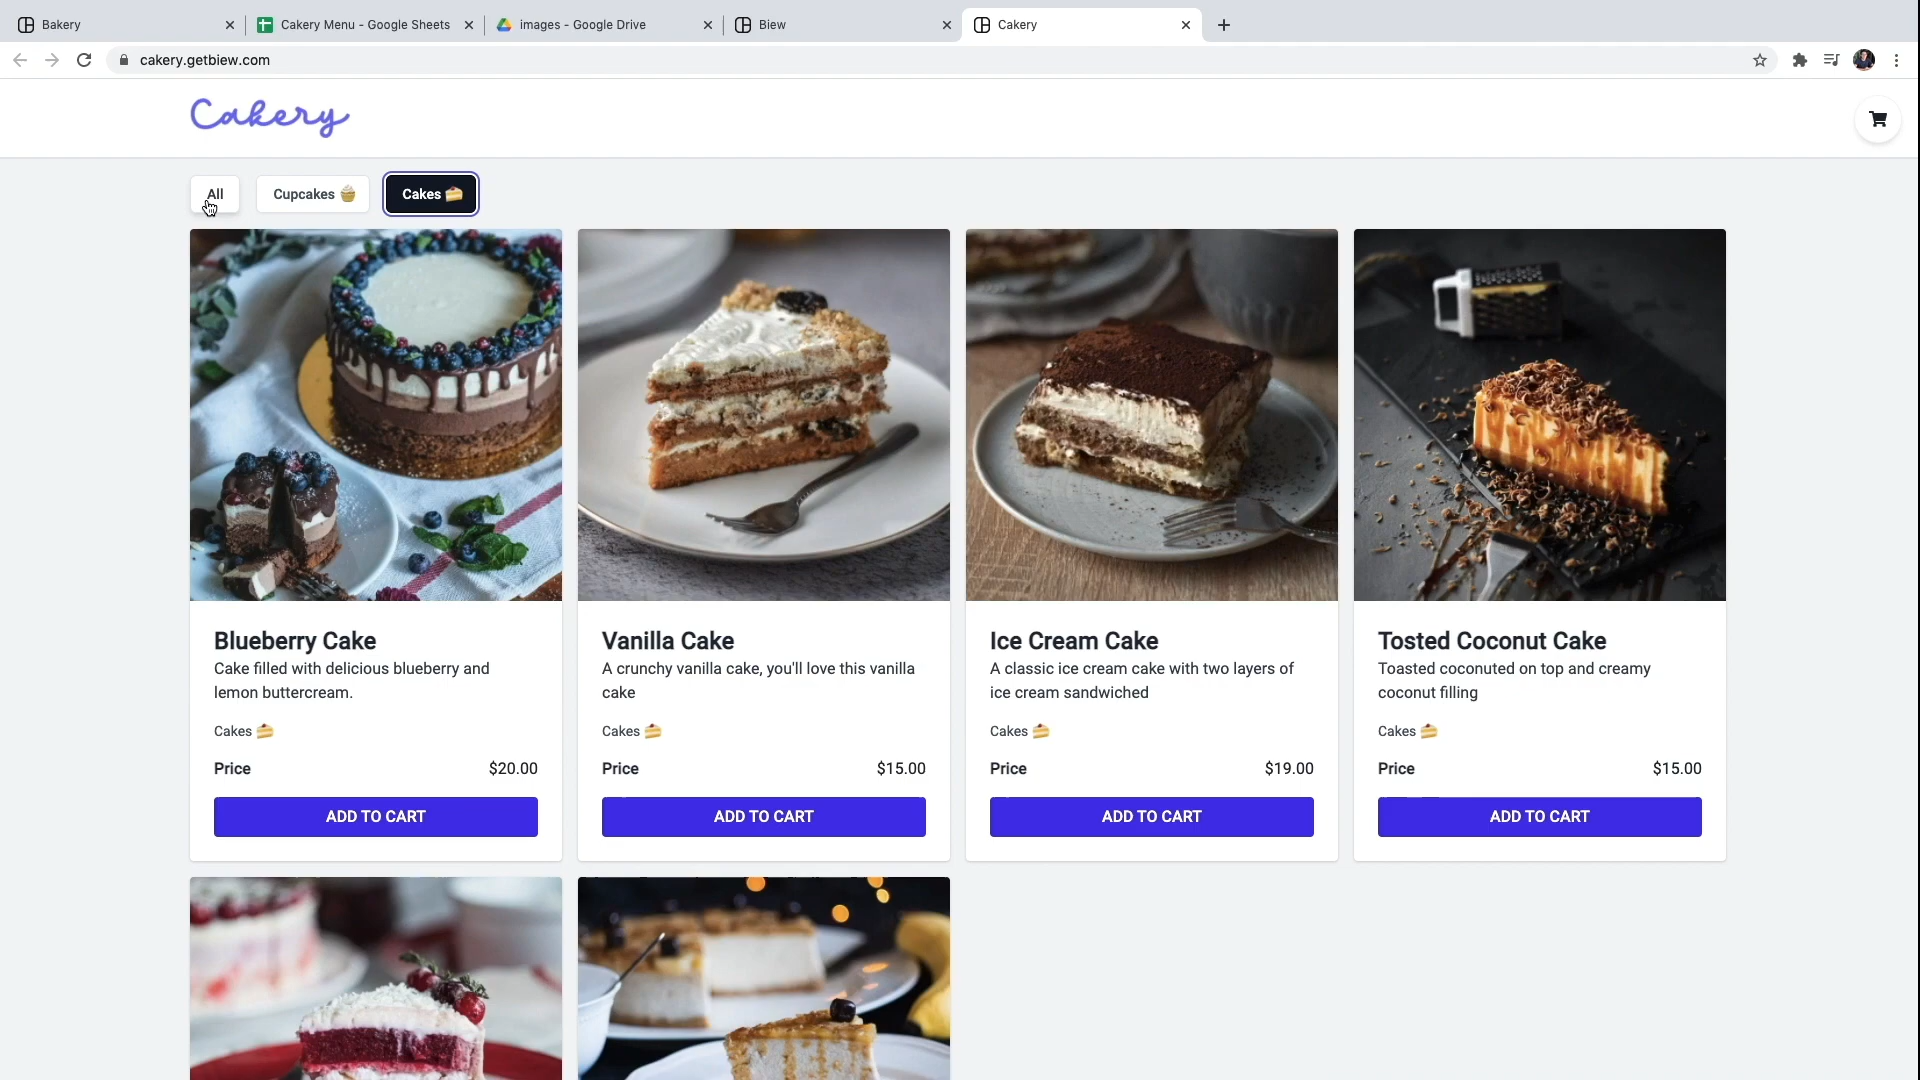 Bakery
Cakery Menu - Google Sheets
images - Google Drive
Biew
Cakery
cakery.getbiew.com
Cakery
All
Cupcakes 🧁
Cakes 🍰
Blueberry Cake
Cake filled with delicious blueberry and
lemon buttercream.
Cakes 🍰
Price $20.00
ADD TO CART
Vanilla Cake
A crunchy vanilla cake, you'll love this vanilla
cake
Cakes 🍰
Price $15.00
ADD TO CART
Ice Cream Cake
A classic ice cream cake with two layers of
ice cream sandwiched
Cakes 🍰
Price $19.00
ADD TO CART
Tosted Coconut Cake
Toasted coconuted on top and creamy
coconut filling
Cakes 🍰
Price $15.00
ADD TO CART